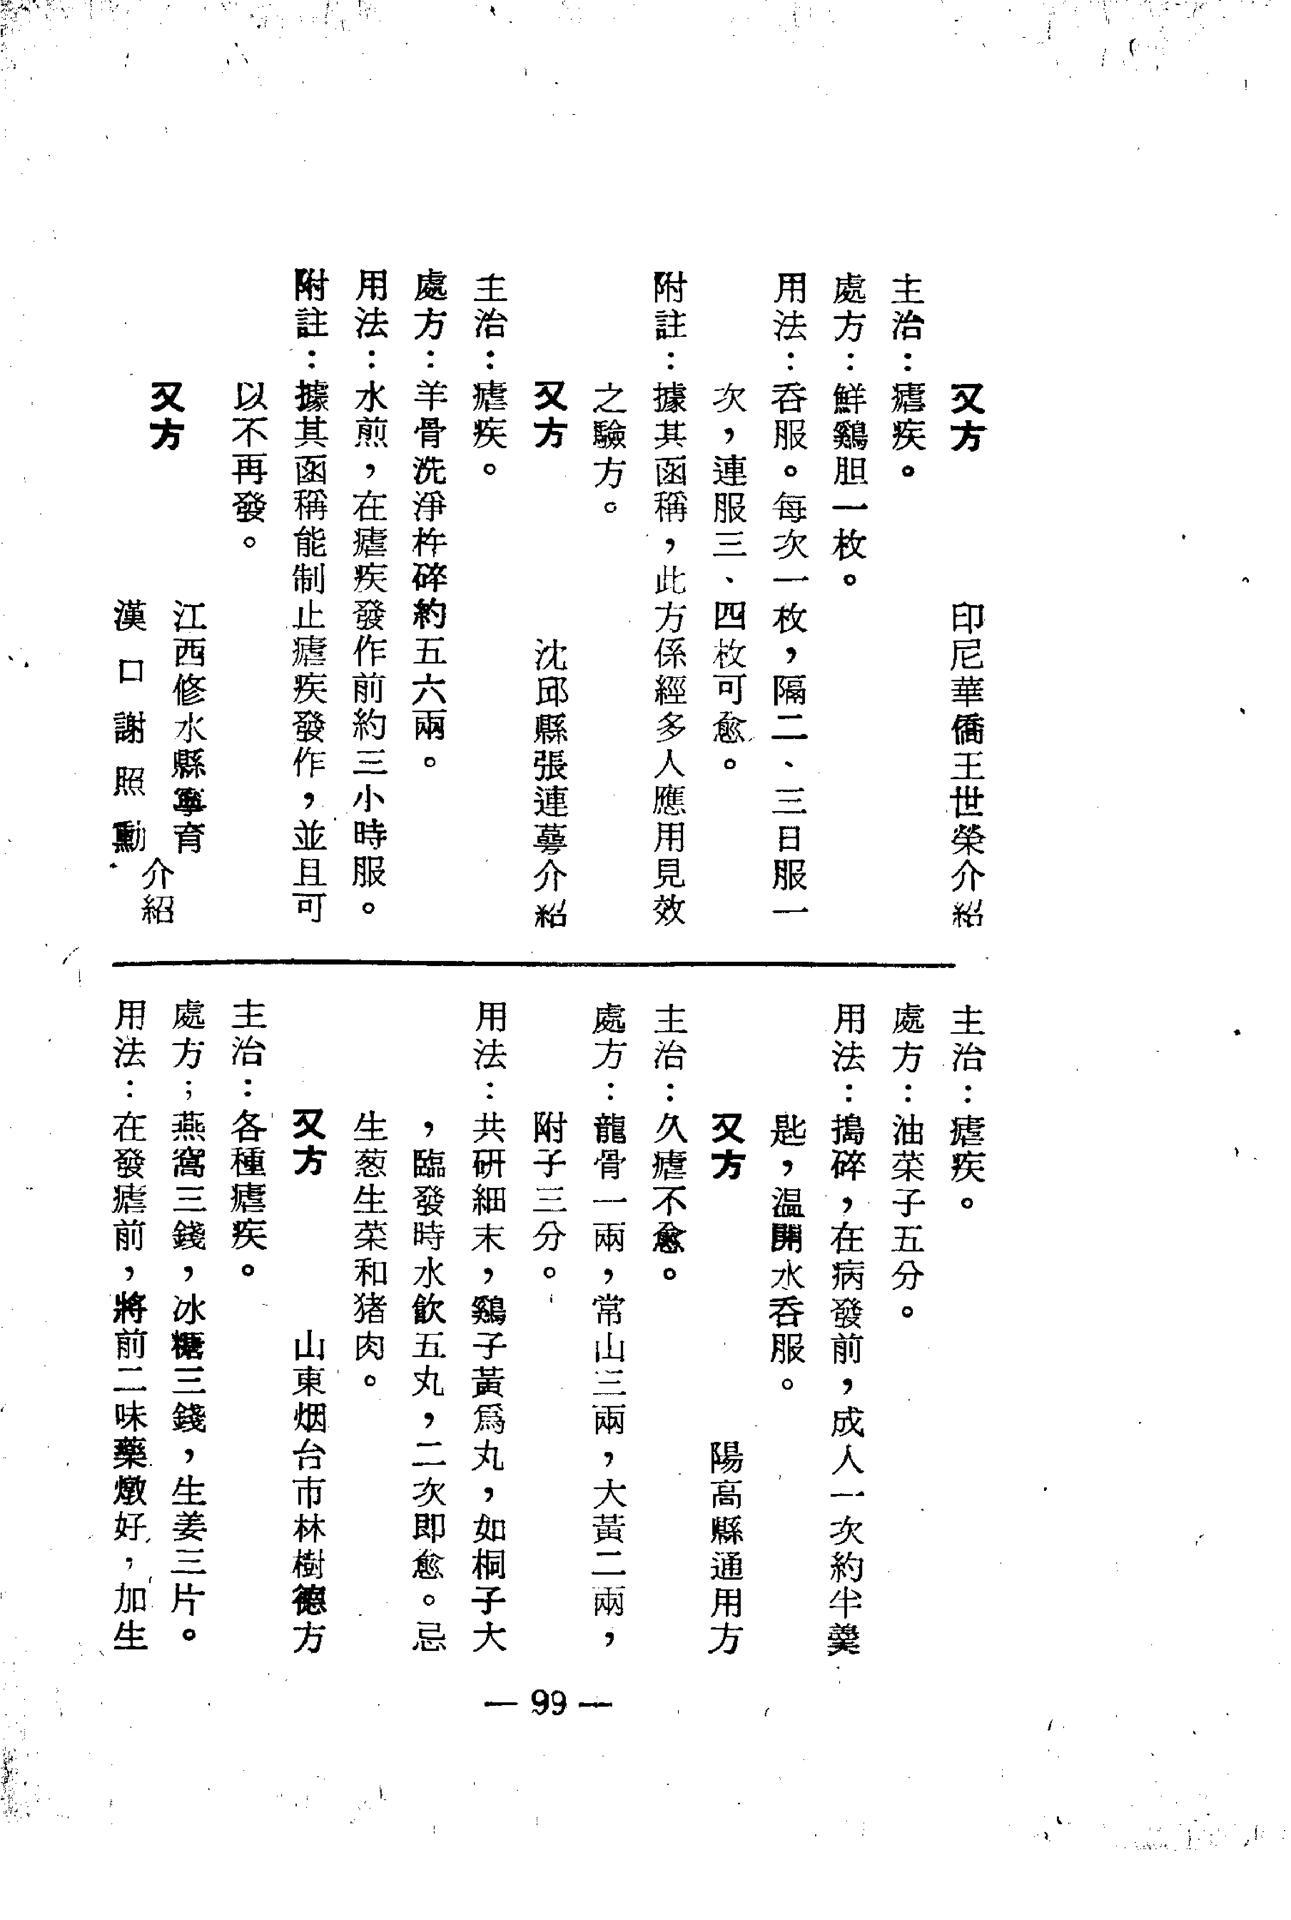 又方　印尼華僑王世榮介紹
主治：瘧疾。
處方：鮮鷄胆一枚。
用法：吞服。每次一枚，隔二、三日服一
次，連服三、四枚可愈。
附註：據其函稱，此方係經多人應用見效
之驗方。
又方　沈邱縣張連蕚介紹
主治：瘧疾。
處方：羊骨洗淨杵碎約五六兩。
用法：水煎，在瘧疾發作前約三小時服。
附註：據其函稱能制止瘧疾發作，並且可
以不再發。
又方　江西修水縣寧育
漢口謝照勳
介紹
主治：瘧疾。
處方：油菜子五分。
用法：搗碎，在病發前，成人一次約半羹
匙，温開水吞服。
又方　陽高縣通用方
主治：久瘧不愈。
處方：龍骨一兩，常山三兩，大黃二兩，
附子三分。
用法：共研細末，鷄子黃爲丸，如桐子大
，臨發時水飲五丸，二次即愈。忌
生葱生菜和猪肉。
又方　山東烟台市林樹德方
主治：各種瘧疾。
處方；燕窩三錢，冰糖三錢，生姜三片。
用法：在發瘧前，將前二味藥燉好，加生
— 99 —